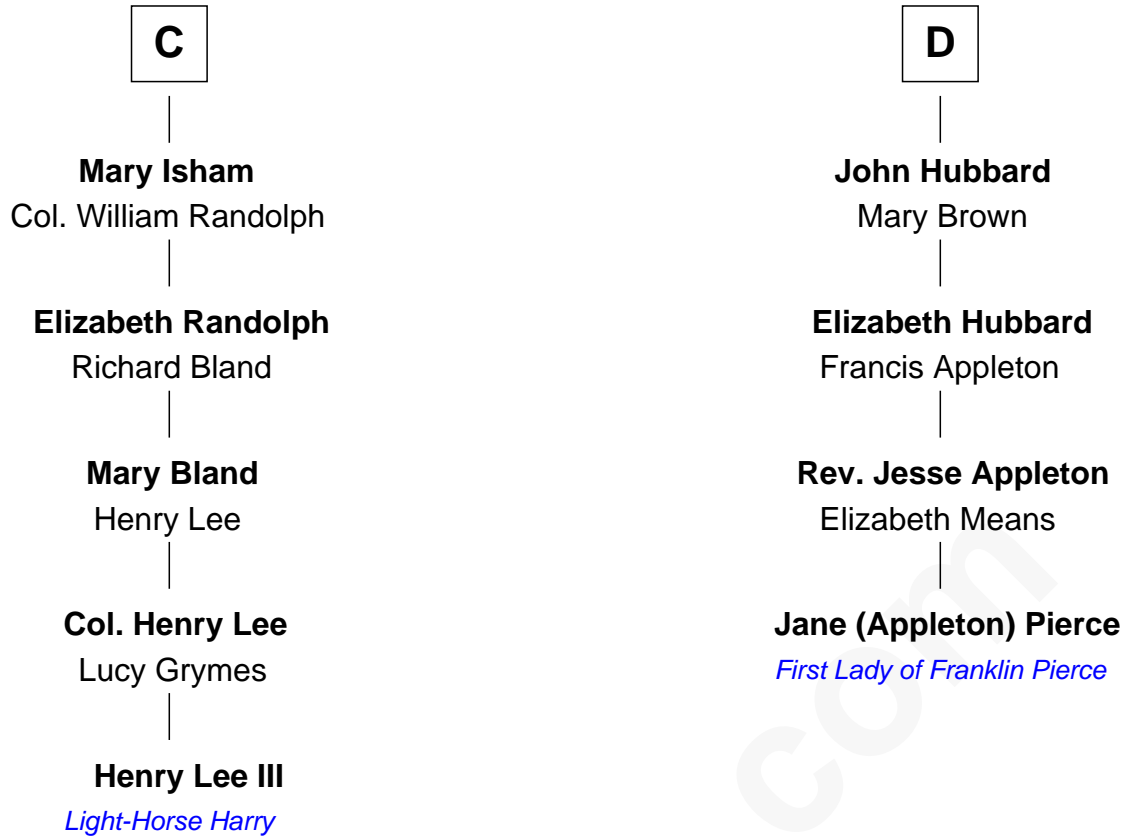 C
Mary Isham
Col. William Randolph
Elizabeth Randolph
Richard Bland
Mary Bland
Henry Lee
Col. Henry Lee
Lucy Grymes
Henry Lee III
Light-Horse Harry
D
John Hubbard
Mary Brown
Elizabeth Hubbard
Francis Appleton
Rev. Jesse Appleton
Elizabeth Means
Jane (Appleton) Pierce
First Lady of Franklin Pierce
com